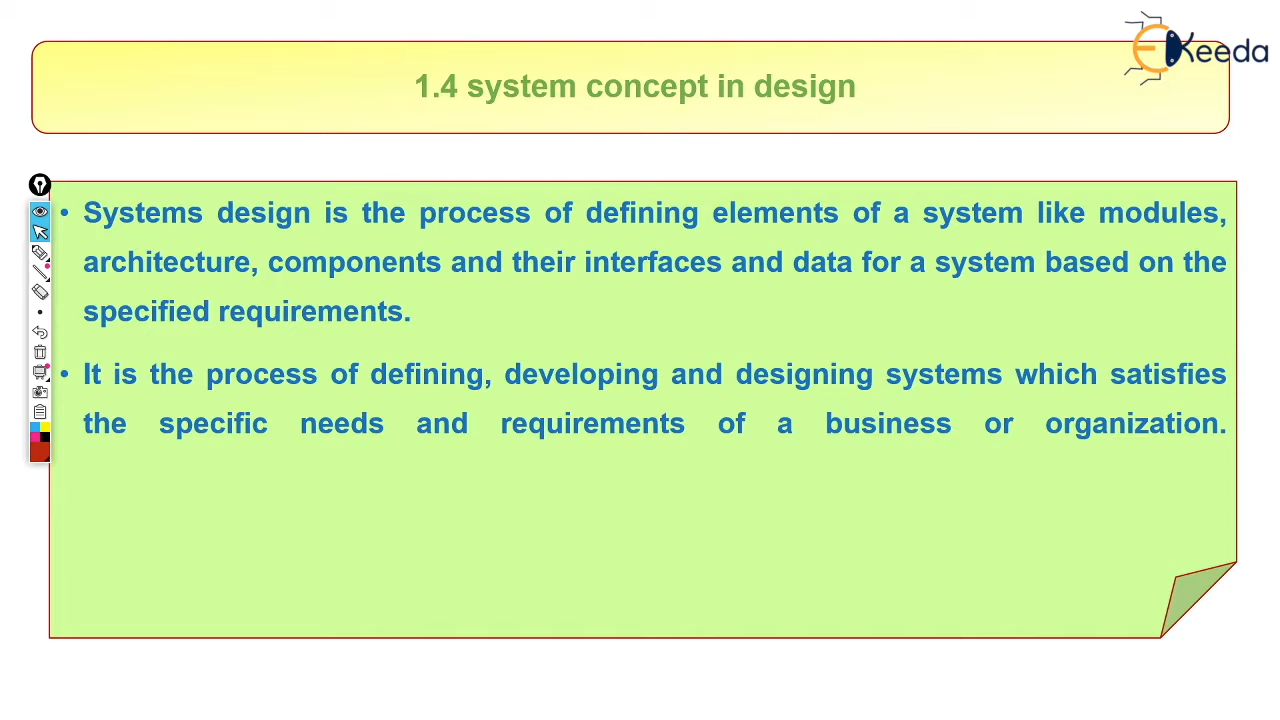 EKeeda
1.4 system concept in design
• Systems design is the process of defining elements of a system like modules,
architecture, components and their interfaces and data for a system based on the
specified requirements.
• It is the process of defining, developing and designing systems which satisfies
the specific needs and requirements of a business or organization.